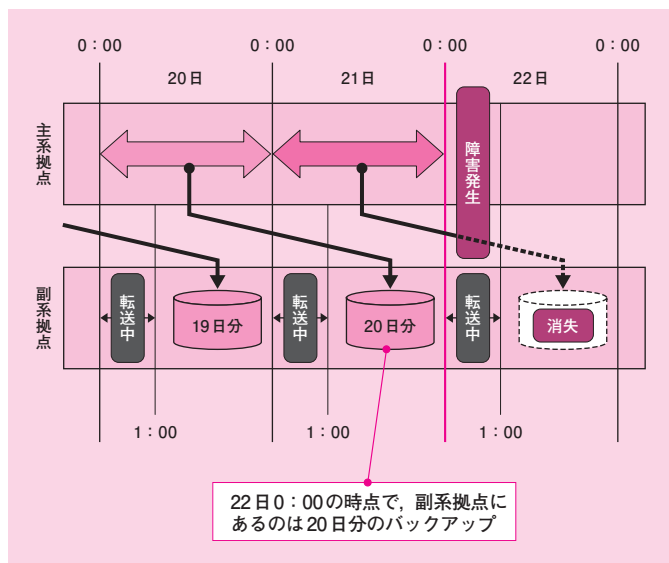 0：00
0：00
0：00
0：00
20日
21日
22日
主系拠点
障害発生
副系拠点
転送中
19日分
転送中
20日分
転送中
消失
1：00
1：00
1：00
22日0：00の時点で，副系拠点に
あるのは20日分のバックアップ